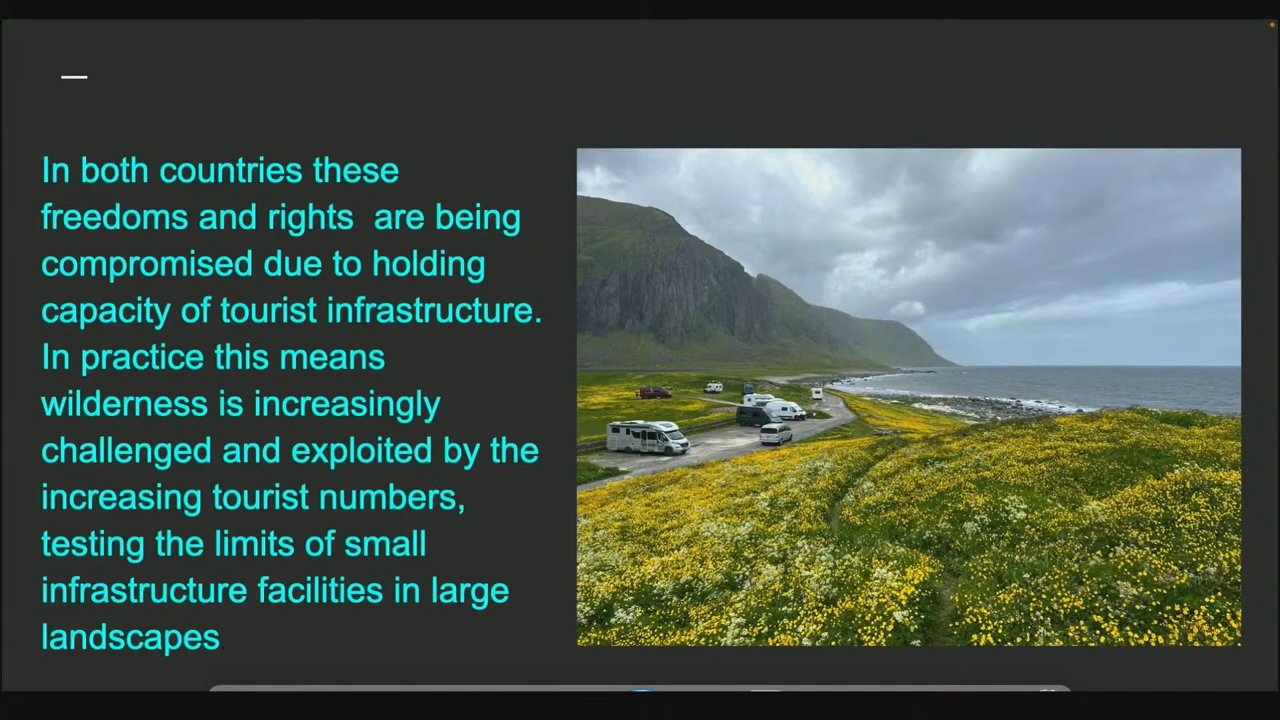 In both countries these
freedoms and rights  are being
compromised due to holding
capacity of tourist infrastructure.
In practice this means
wilderness is increasingly
challenged and exploited by the
increasing tourist numbers,
testing the limits of small
infrastructure facilities in large
landscapes